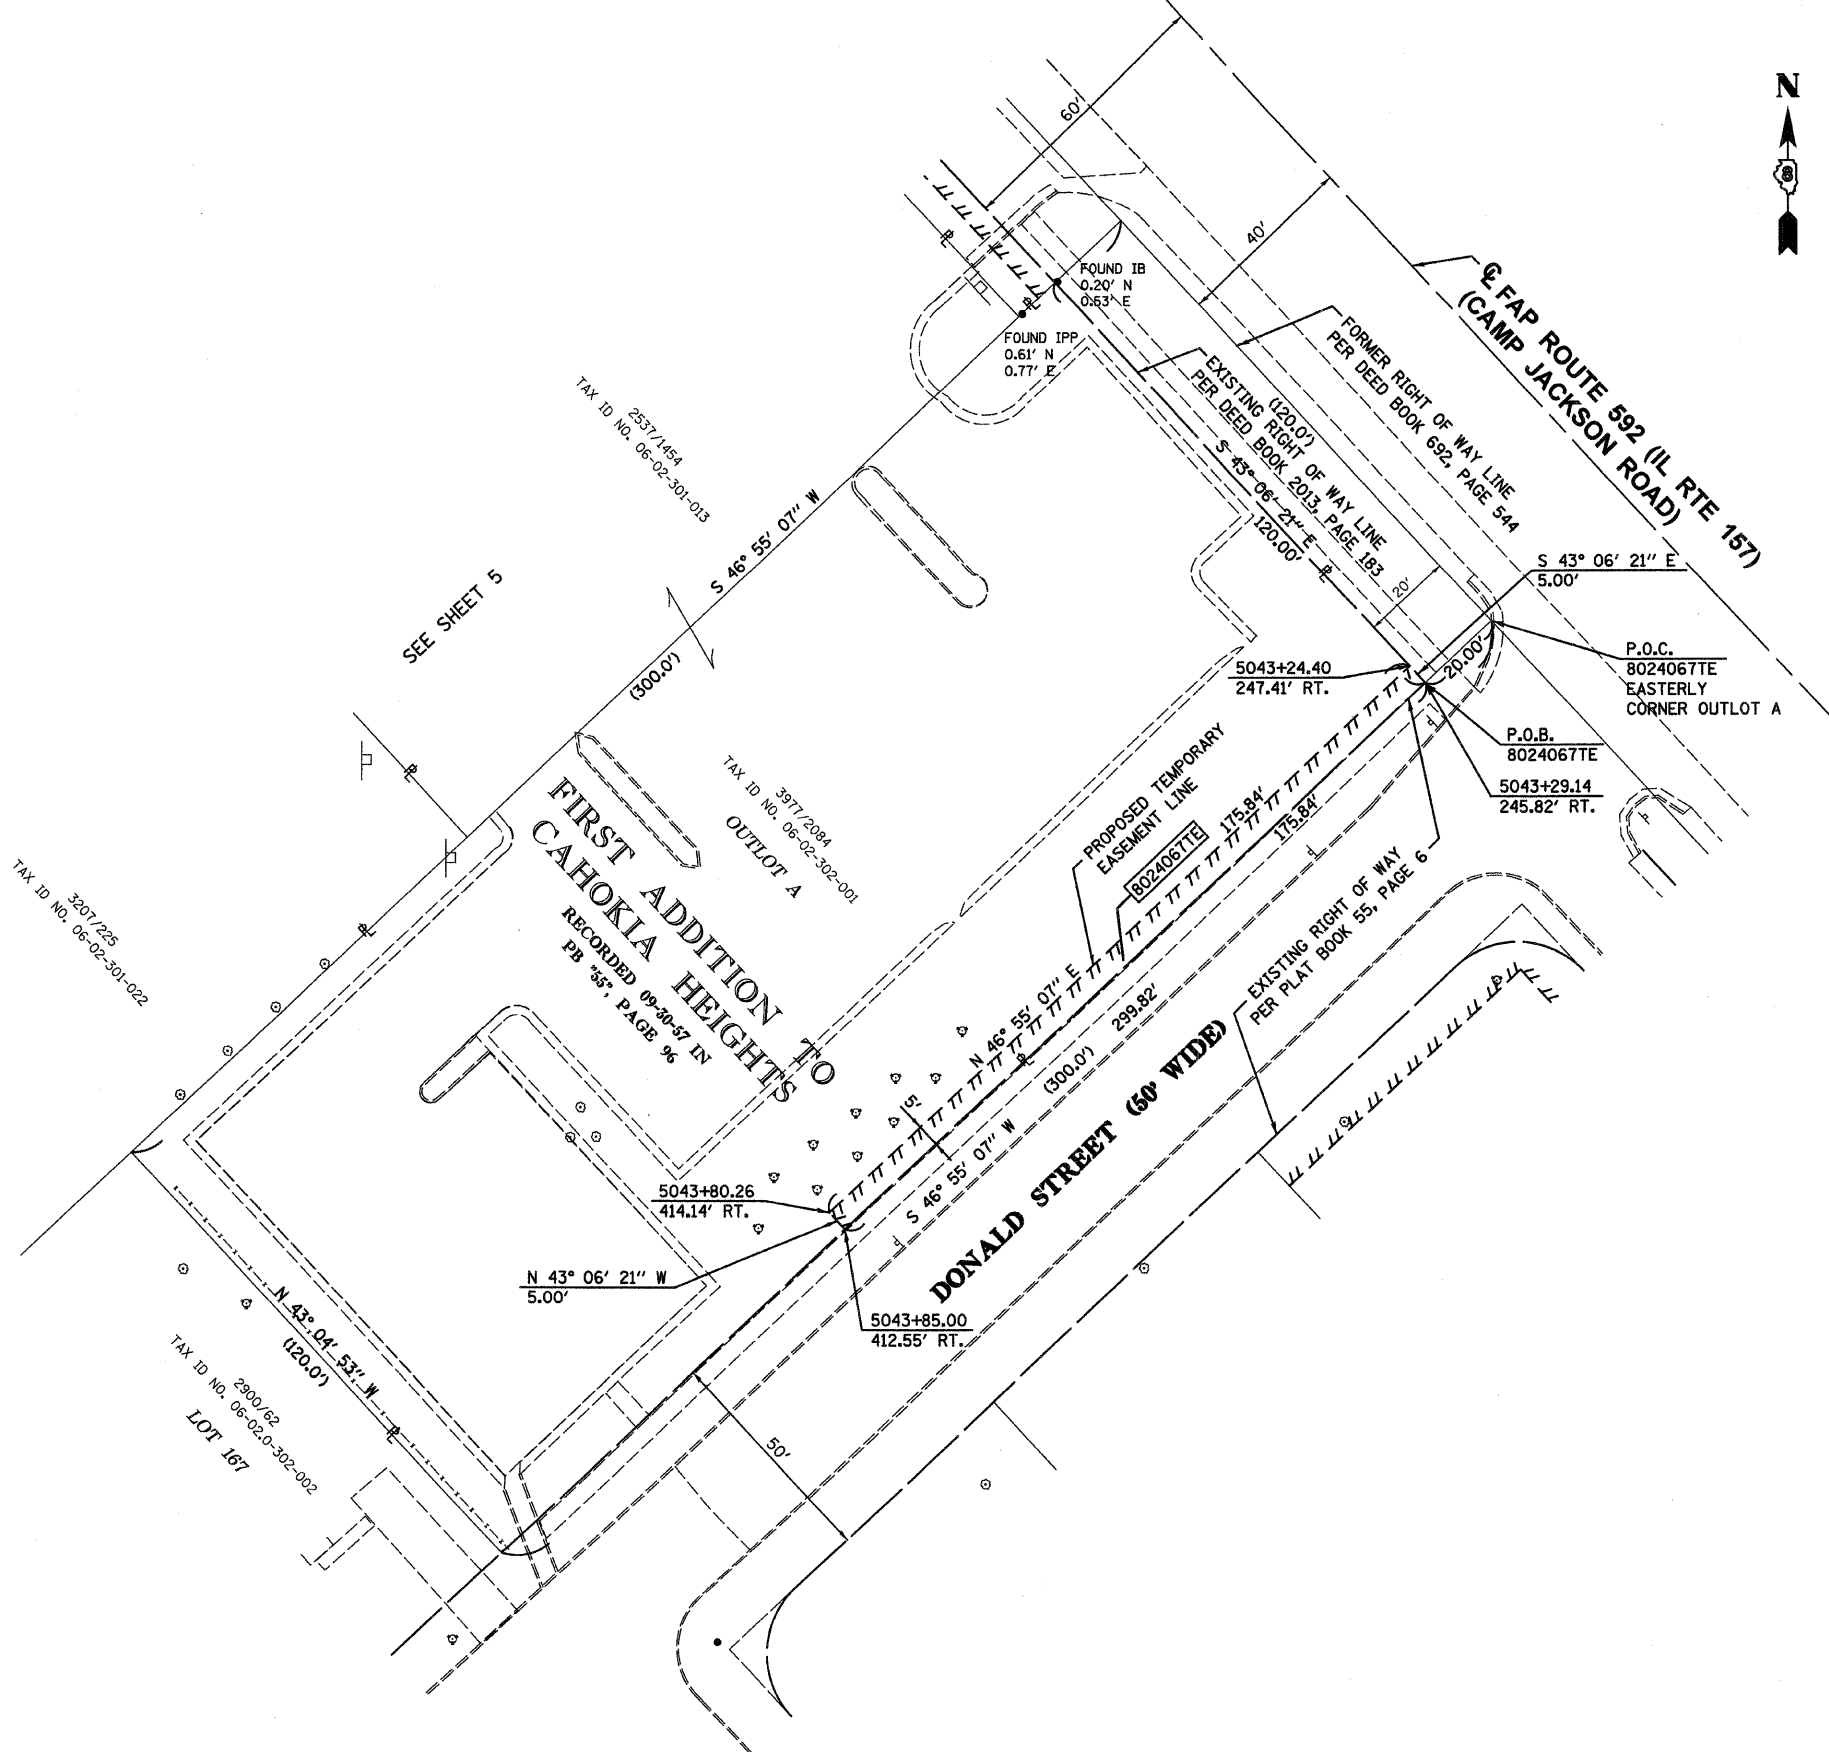 N
8
60'
40'
℄ FAP ROUTE 592 (IL RTE 157)
(CAMP JACKSON ROAD)
FOUND IB
0.20' N
0.53' E
FOUND IPP
0.61' N
0.77' E
FORMER RIGHT OF WAY LINE
PER DEED BOOK 692, PAGE 544
(120.0')
EXISTING RIGHT OF WAY LINE
PER DEED BOOK 2013, PAGE 183
S 43° 06' 21" E
120.00'
20'
S 43° 06' 21" E
5.00'
20.00'
P.O.C.
8024067TE
EASTERLY
CORNER OUTLOT A
P.O.B.
8024067TE
5043+24.40
247.41' RT.
5043+29.14
245.82' RT.
2537/1454
TAX ID NO. 06-02-301-013
S 46° 55' 07" W
(300.0')
SEE SHEET 5
3977/2084
TAX ID NO. 06-02-302-001
OUTLOT A
FIRST ADDITION TO
CAHOKIA HEIGHTS
RECORDED 09-30-57 IN
PB "55", PAGE 96
PROPOSED TEMPORARY
EASEMENT LINE
8024067TE
175.84'
175.84'
N 46° 55' 07" E
299.82'
(300.0')
S 46° 55' 07" W
5'
EXISTING RIGHT OF WAY
PER PLAT BOOK 55, PAGE 6
DONALD STREET (50' WIDE)
3207/225
TAX ID NO. 06-02-301-022
5043+80.26
414.14' RT.
N 43° 06' 21" W
5.00'
5043+85.00
412.55' RT.
N 43° 04' 53" W
(120.0')
2900/62
TAX ID NO. 06-02.0-302-002
LOT 167
50'